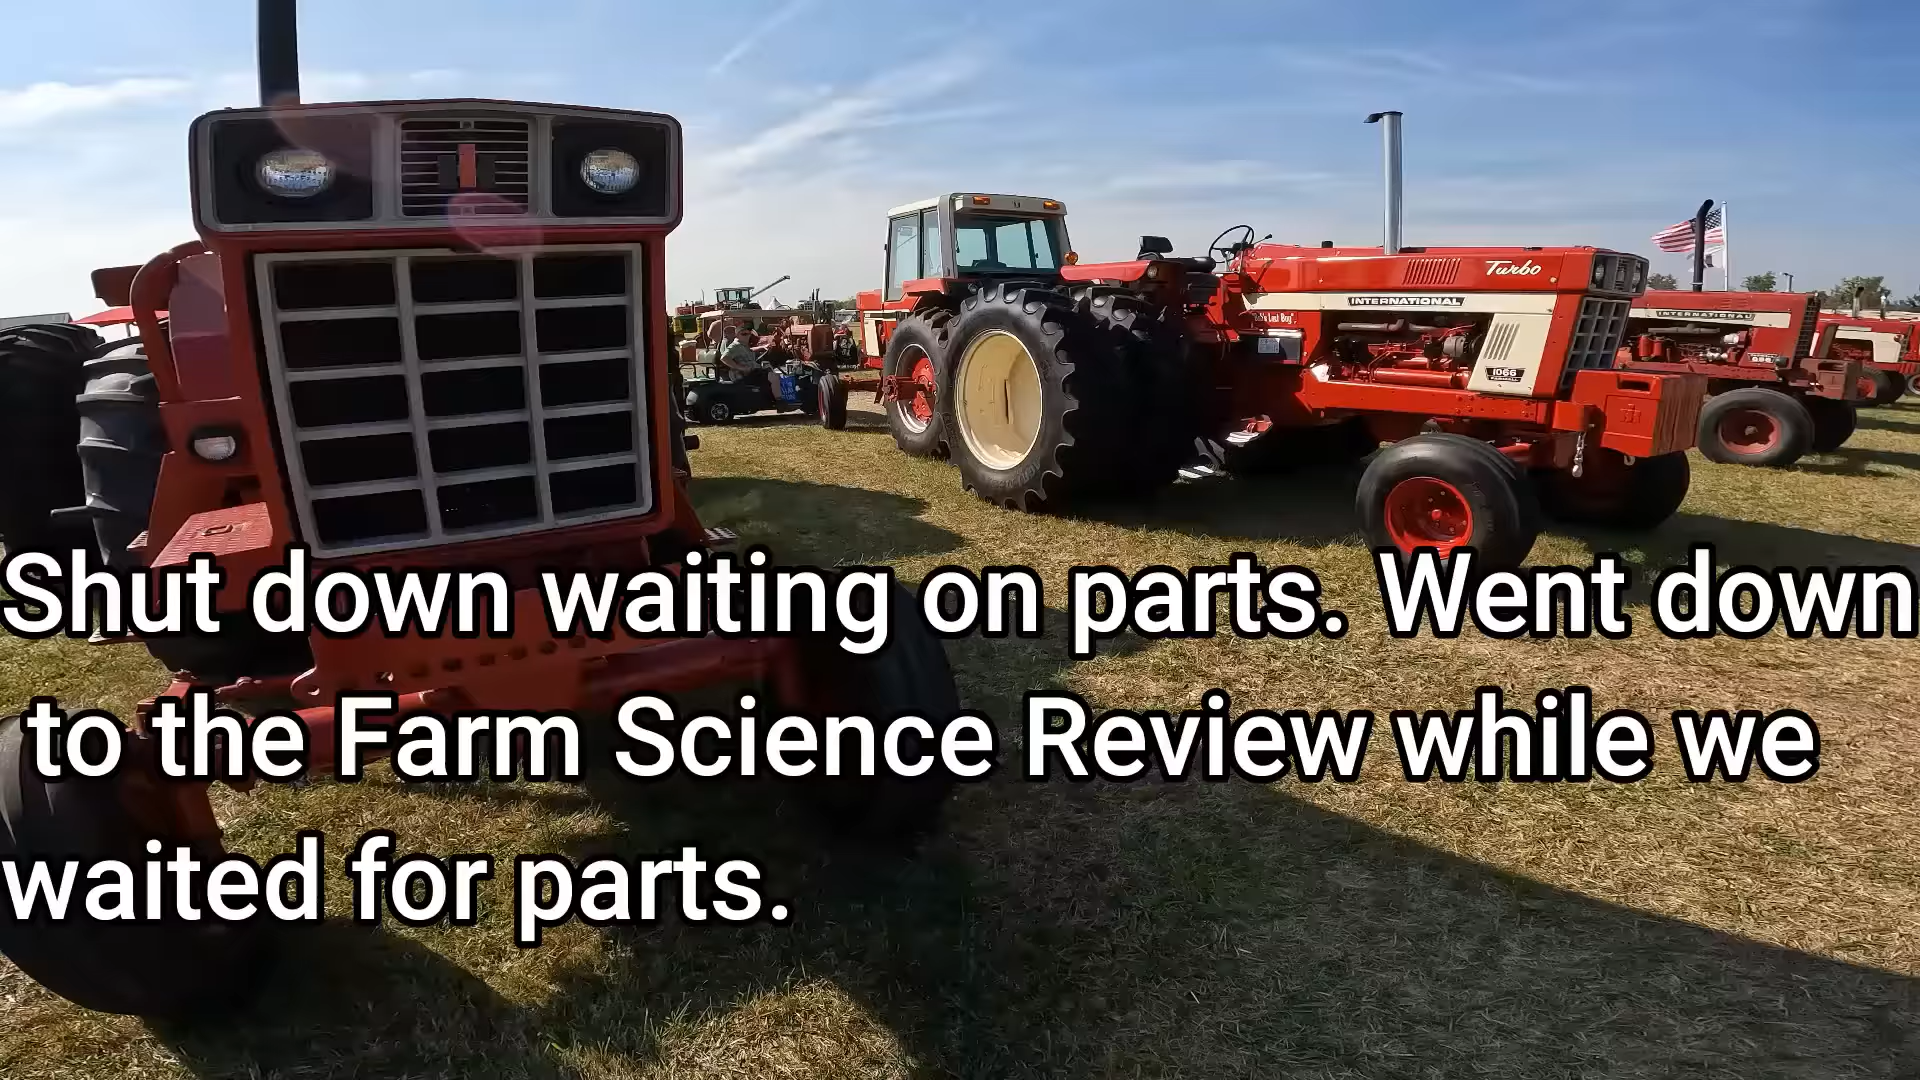 Turbo
INTERNATIONAL
1066
INTERNATIONAL
Shut down waiting on parts. Went down
to the Farm Science Review while we
waited for parts.